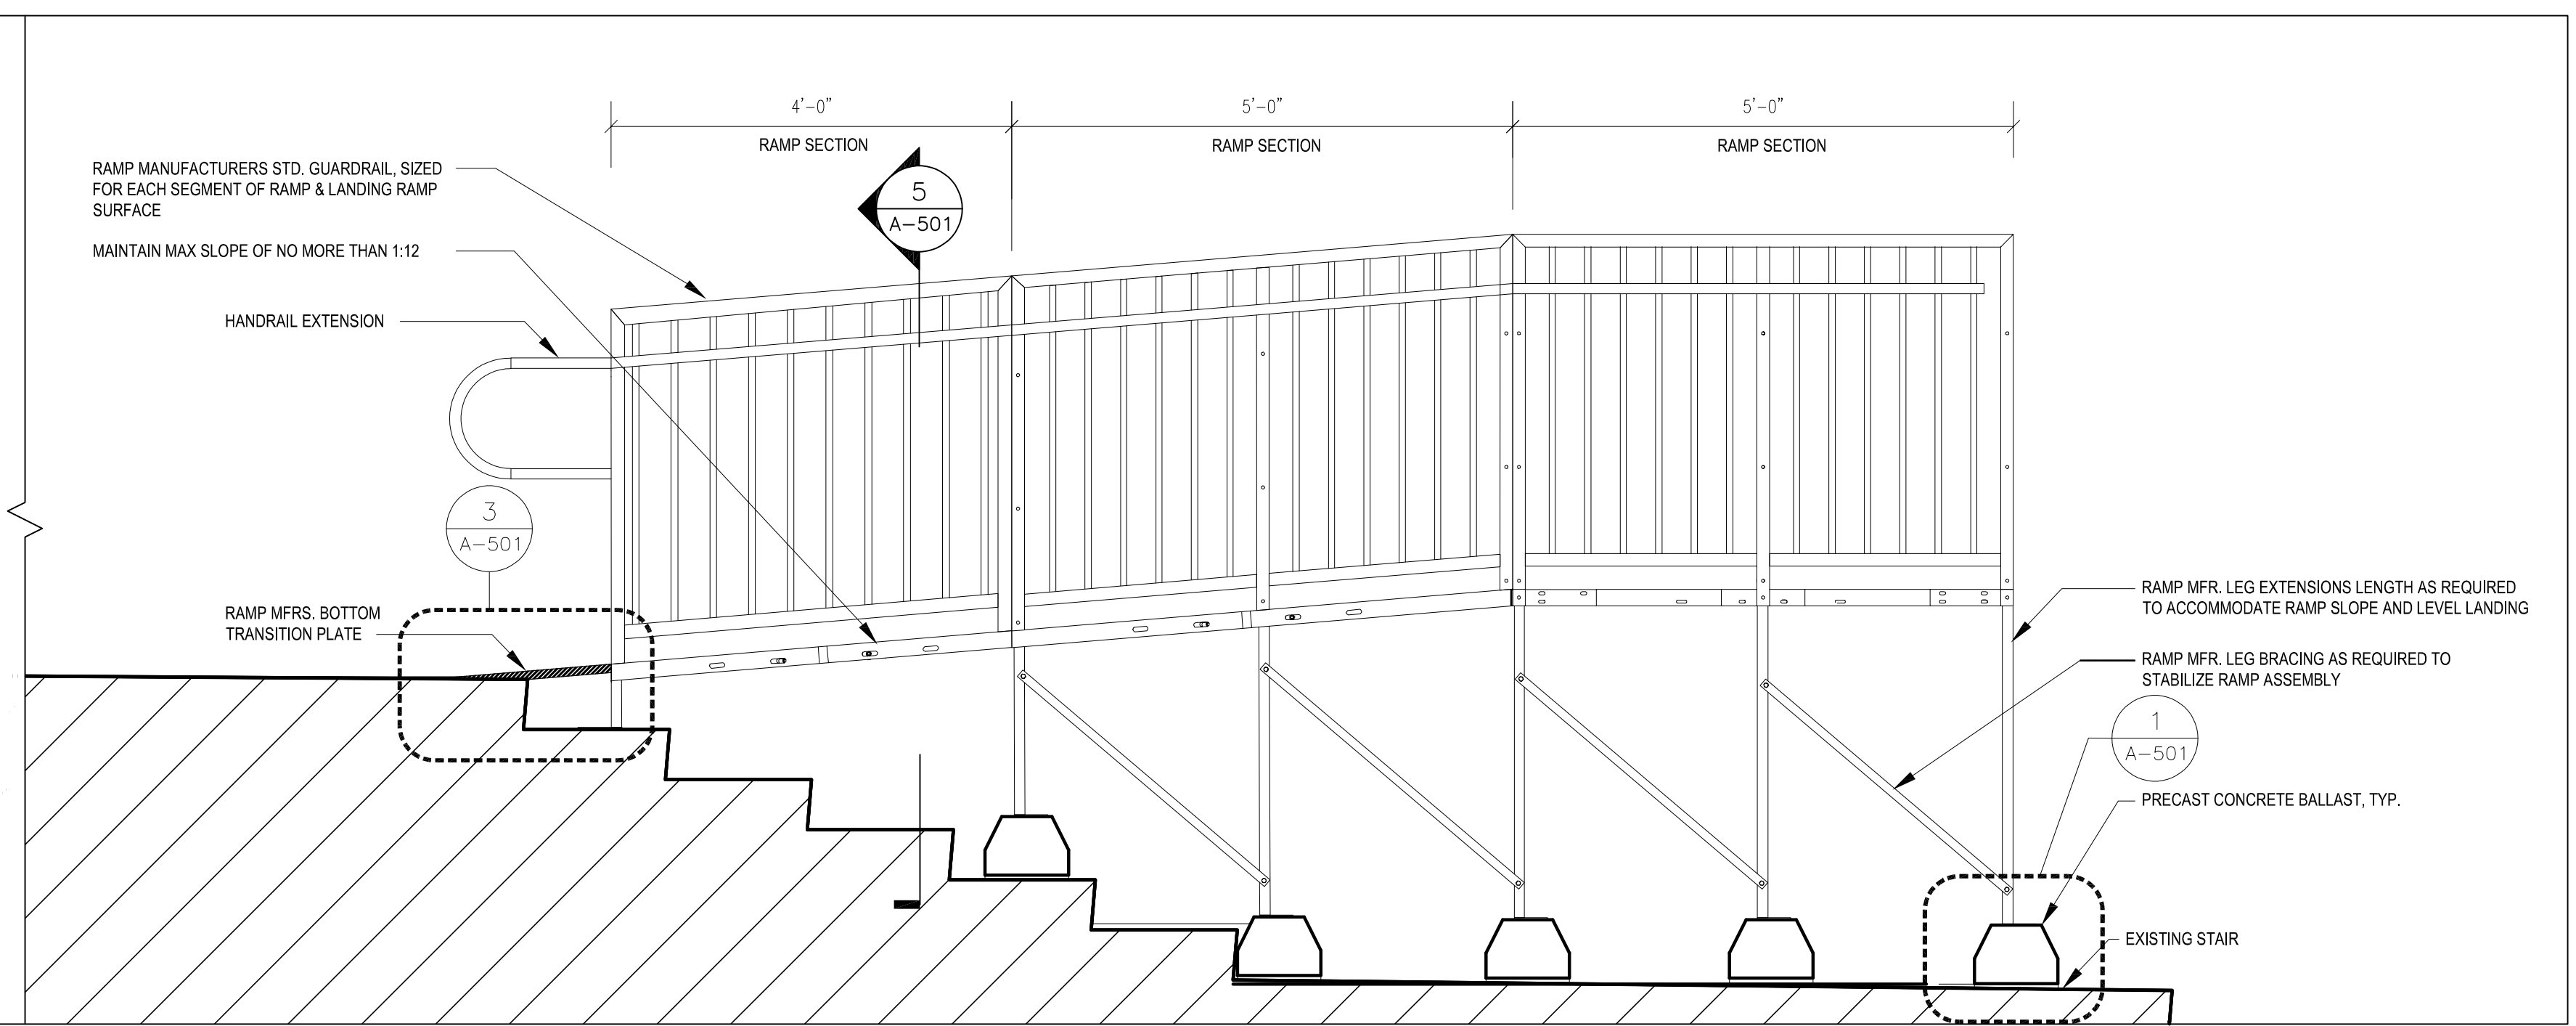 4'-0"
5'-0"
5'-0"
RAMP SECTION
RAMP SECTION
RAMP SECTION
RAMP MANUFACTURERS STD. GUARDRAIL, SIZED
FOR EACH SEGMENT OF RAMP & LANDING RAMP
SURFACE
5
A-501
MAINTAIN MAX SLOPE OF NO MORE THAN 1:12
HANDRAIL EXTENSION
3
A-501
RAMP MFRS. BOTTOM
TRANSITION PLATE
RAMP MFR. LEG EXTENSIONS LENGTH AS REQUIRED
TO ACCOMMODATE RAMP SLOPE AND LEVEL LANDING
RAMP MFR. LEG BRACING AS REQUIRED TO
STABILIZE RAMP ASSEMBLY
1
A-501
PRECAST CONCRETE BALLAST, TYP.
EXISTING STAIR